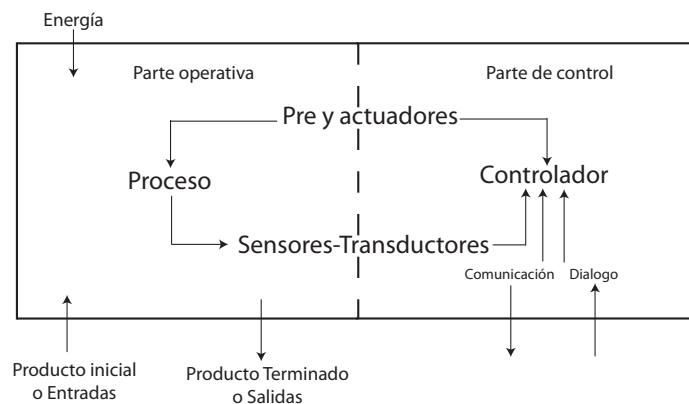 Energía
Parte operativa
Parte de control
Pre y actuadores
Proceso
Controlador
Sensores-Transductores
Comunicación
Dialogo
Producto inicial
o Entradas
Producto Terminado
o Salidas